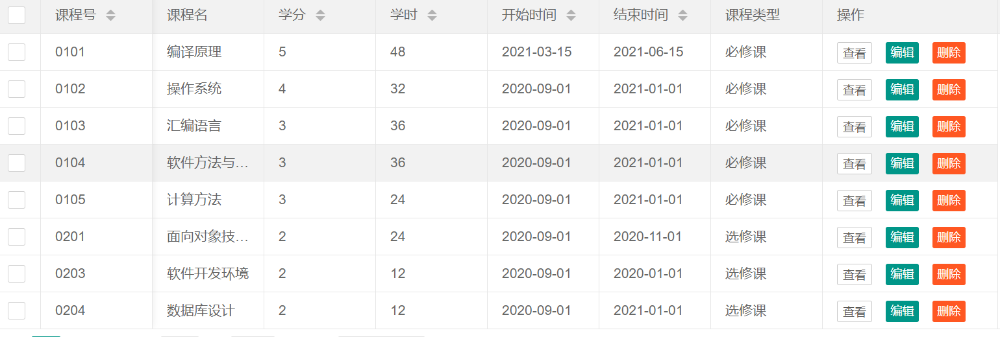 课程号 课程名 学分 学时 开始时间 结束时间 课程类型 操作
0101 编译原理 5 48 2021-03-15 2021-06-15 必修课 查看 编辑 删除
0102 操作系统 4 32 2020-09-01 2021-01-01 必修课 查看 编辑 删除
0103 汇编语言 3 36 2020-09-01 2021-01-01 必修课 查看 编辑 删除
0104 软件方法与… 3 36 2020-09-01 2021-01-01 必修课 查看 编辑 删除
0105 计算方法 3 24 2020-09-01 2021-01-01 必修课 查看 编辑 删除
0201 面向对象技… 2 24 2020-09-01 2020-11-01 选修课 查看 编辑 删除
0203 软件开发环境 2 12 2020-09-01 2020-01-01 选修课 查看 编辑 删除
0204 数据库设计 2 12 2020-09-01 2021-01-01 选修课 查看 编辑 删除